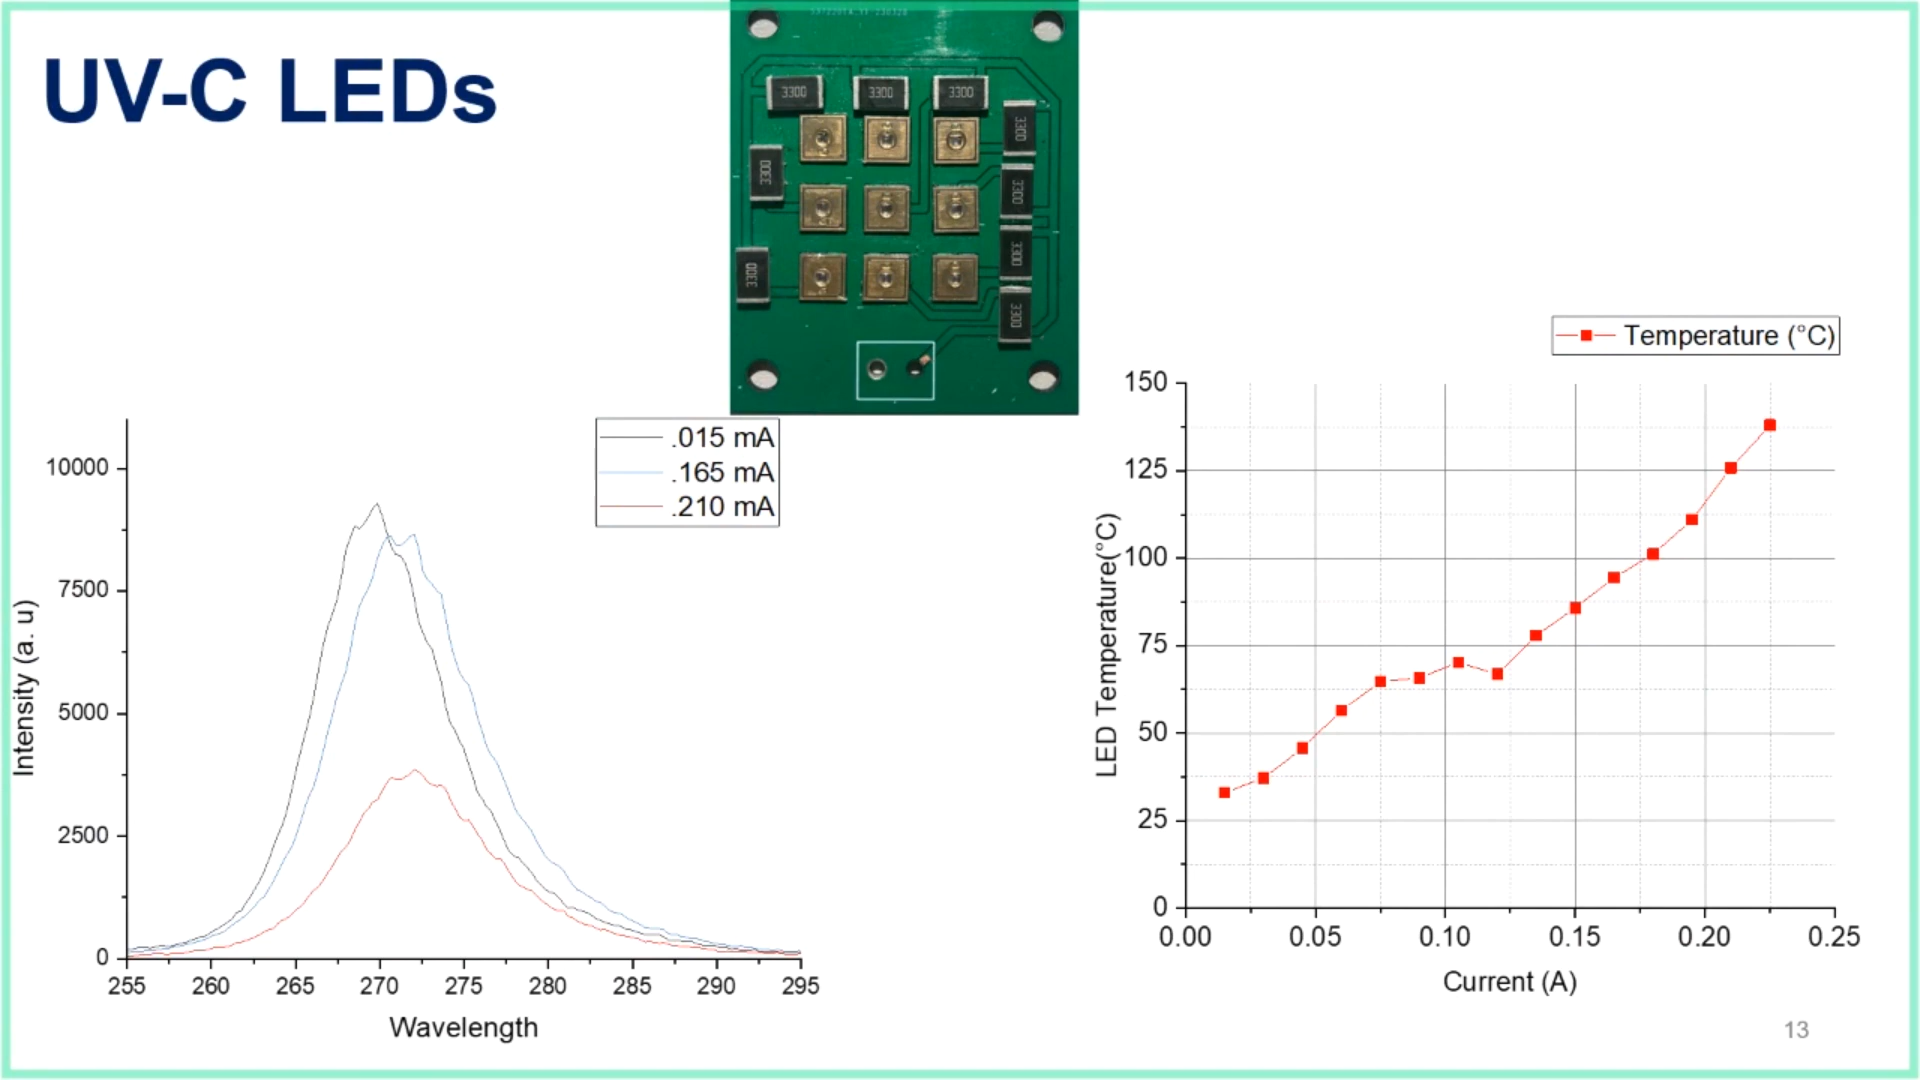 UV-C LEDs
3300
3300
3300
3300
3300
3300
3300
3300
3300
.015 mA
.165 mA
.210 mA
10000
7500
5000
2500
0
Intensity (a. u)
255 260 265 270 275 280 285 290 295
Wavelength
Temperature (°C)
150
125
100
75
50
25
0
LED Temperature(°C)
0.00 0.05 0.10 0.15 0.20 0.25
Current (A)
13